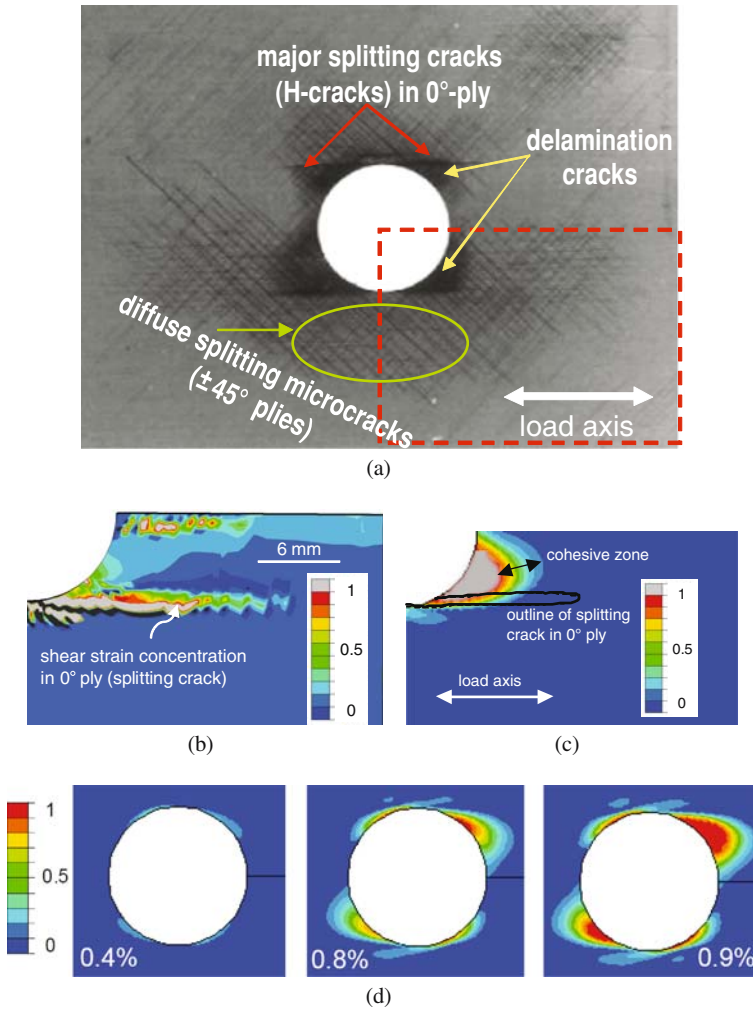 major splitting cracks
(H-cracks) in 0°-ply
delamination
cracks
diffuse splitting microcracks
(±45° plies)
load axis
(a)
6 mm
1
0.5
0
shear strain concentration
in 0° ply (splitting crack)
(b)
cohesive zone
outline of splitting
crack in 0° ply
1
0.5
0
load axis
(c)
1
0.5
0
0.4%
0.8%
0.9%
(d)